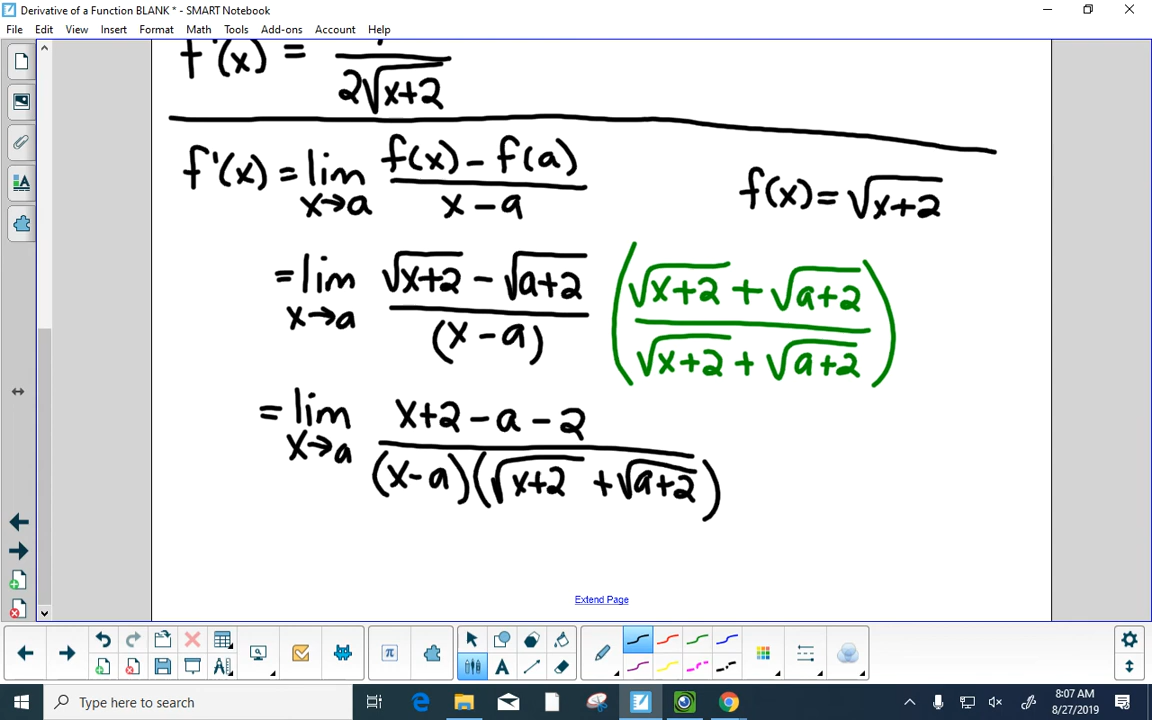 Derivative of a Function BLANK * - SMART Notebook
File Edit View Insert Format Math Tools Add-ons Account Help
f'(x) = 
2√x+2
f'(x) = lim f(x) - f(a)
x→a x - a
f(x) = √x+2
= lim √x+2 - √a+2 (√x+2 + √a+2)
x→a (x - a) (√x+2 + √a+2)
= lim x+2 - a - 2
x→a (x-a)(√x+2 + √a+2)
Extend Page
Type here to search
8:07 AM
8/27/2019